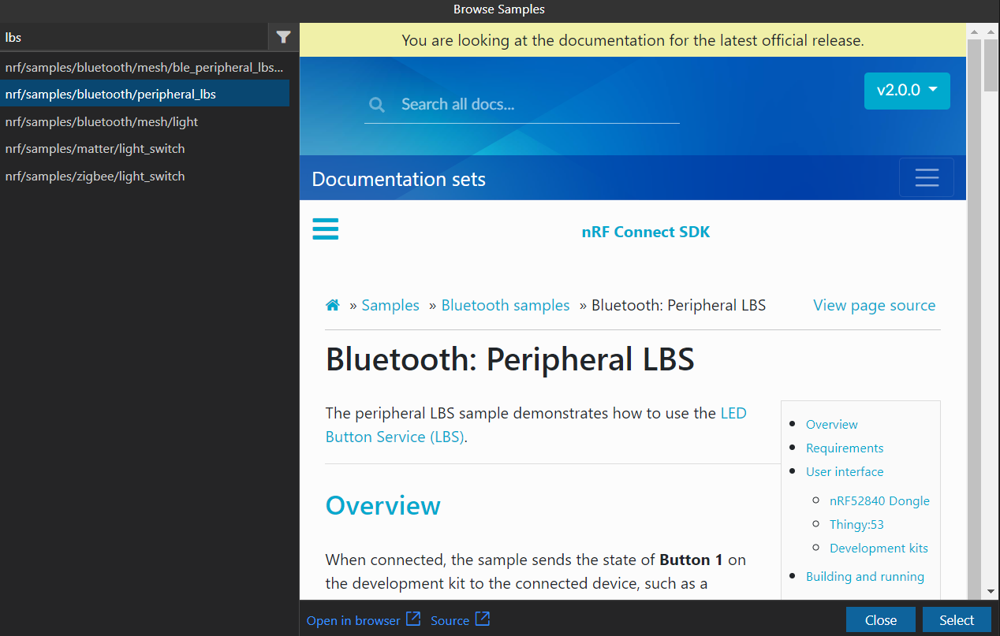 Browse Samples
lbs
nrf/samples/bluetooth/mesh/ble_peripheral_lbs...
nrf/samples/bluetooth/peripheral_lbs
nrf/samples/bluetooth/mesh/light
nrf/samples/matter/light_switch
nrf/samples/zigbee/light_switch
You are looking at the documentation for the latest official release.
Search all docs...
v2.0.0
Documentation sets
nRF Connect SDK
» Samples » Bluetooth samples » Bluetooth: Peripheral LBS View page source
Bluetooth: Peripheral LBS
The peripheral LBS sample demonstrates how to use the LED
Button Service (LBS).
Overview
Requirements
User interface
nRF52840 Dongle
Thingy:53
Development kits
Building and running
Overview
When connected, the sample sends the state of Button 1 on
the development kit to the connected device, such as a
Open in browser Source
Close Select